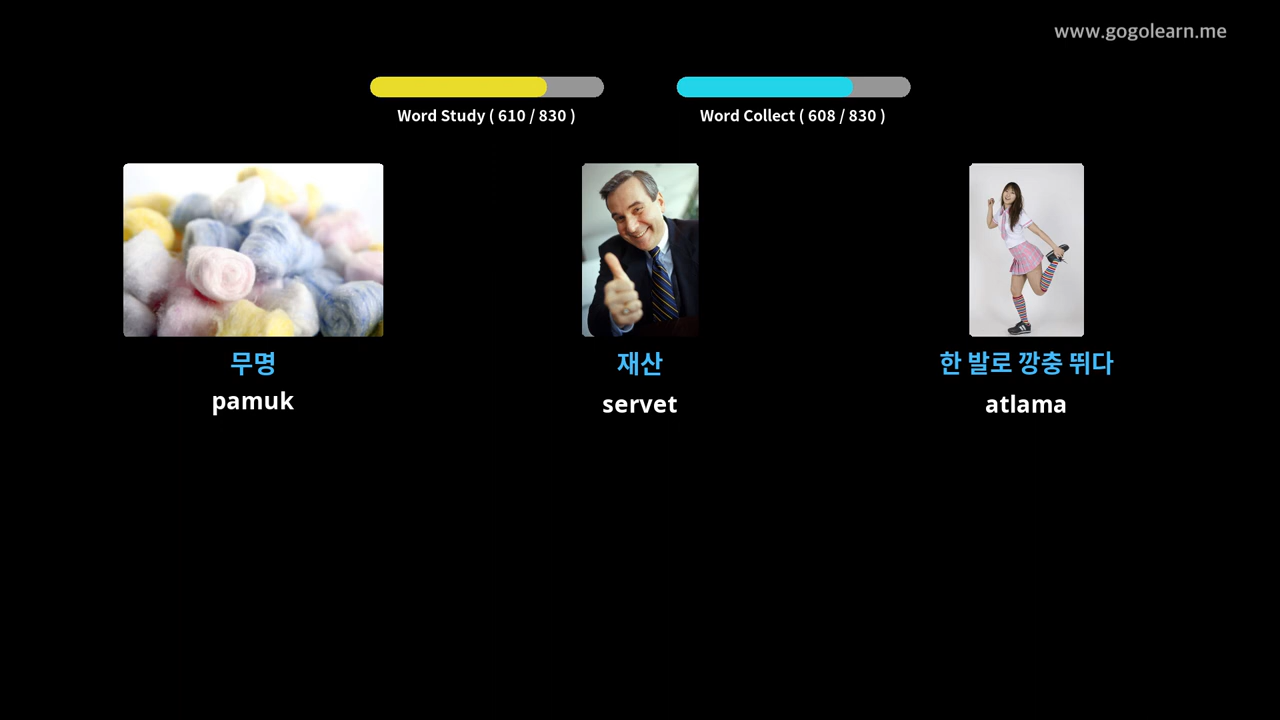 www.gogolearn.me
Word Study ( 610 / 830 )
Word Collect ( 608 / 830 )
무명
pamuk
재산
servet
한 발로 깡충 뛰다
atlama